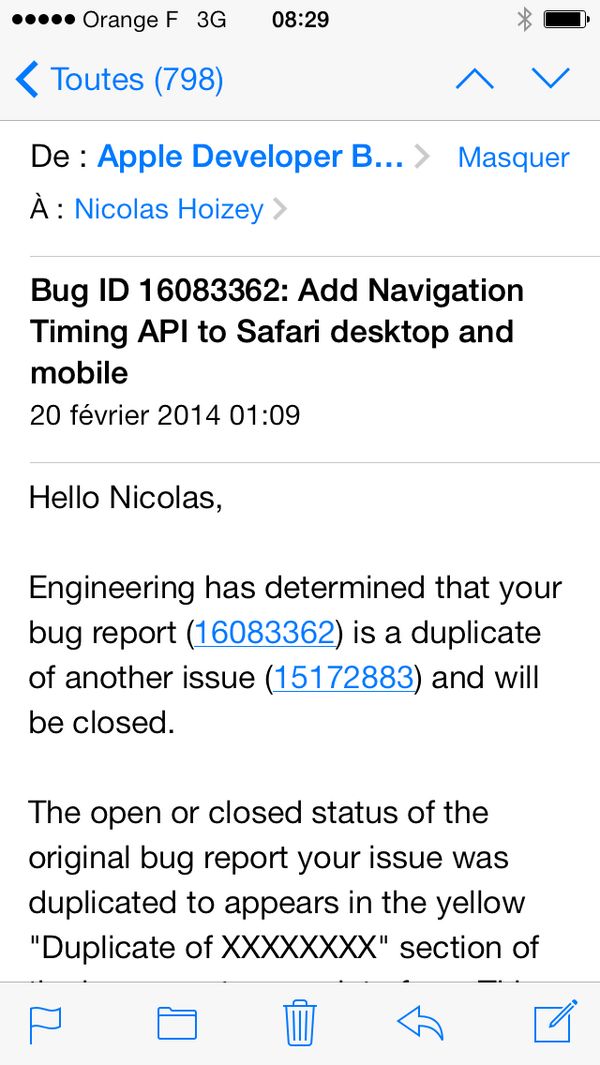 Orange F 3G 08:29
Toutes (798)
De : Apple Developer B... Masquer
À : Nicolas Hoizey
Bug ID 16083362: Add Navigation
Timing API to Safari desktop and
mobile
20 février 2014 01:09
Hello Nicolas,
Engineering has determined that your
bug report (16083362) is a duplicate
of another issue (15172883) and will
be closed.
The open or closed status of the
original bug report your issue was
duplicated to appears in the yellow
"Duplicate of XXXXXXXX" section of